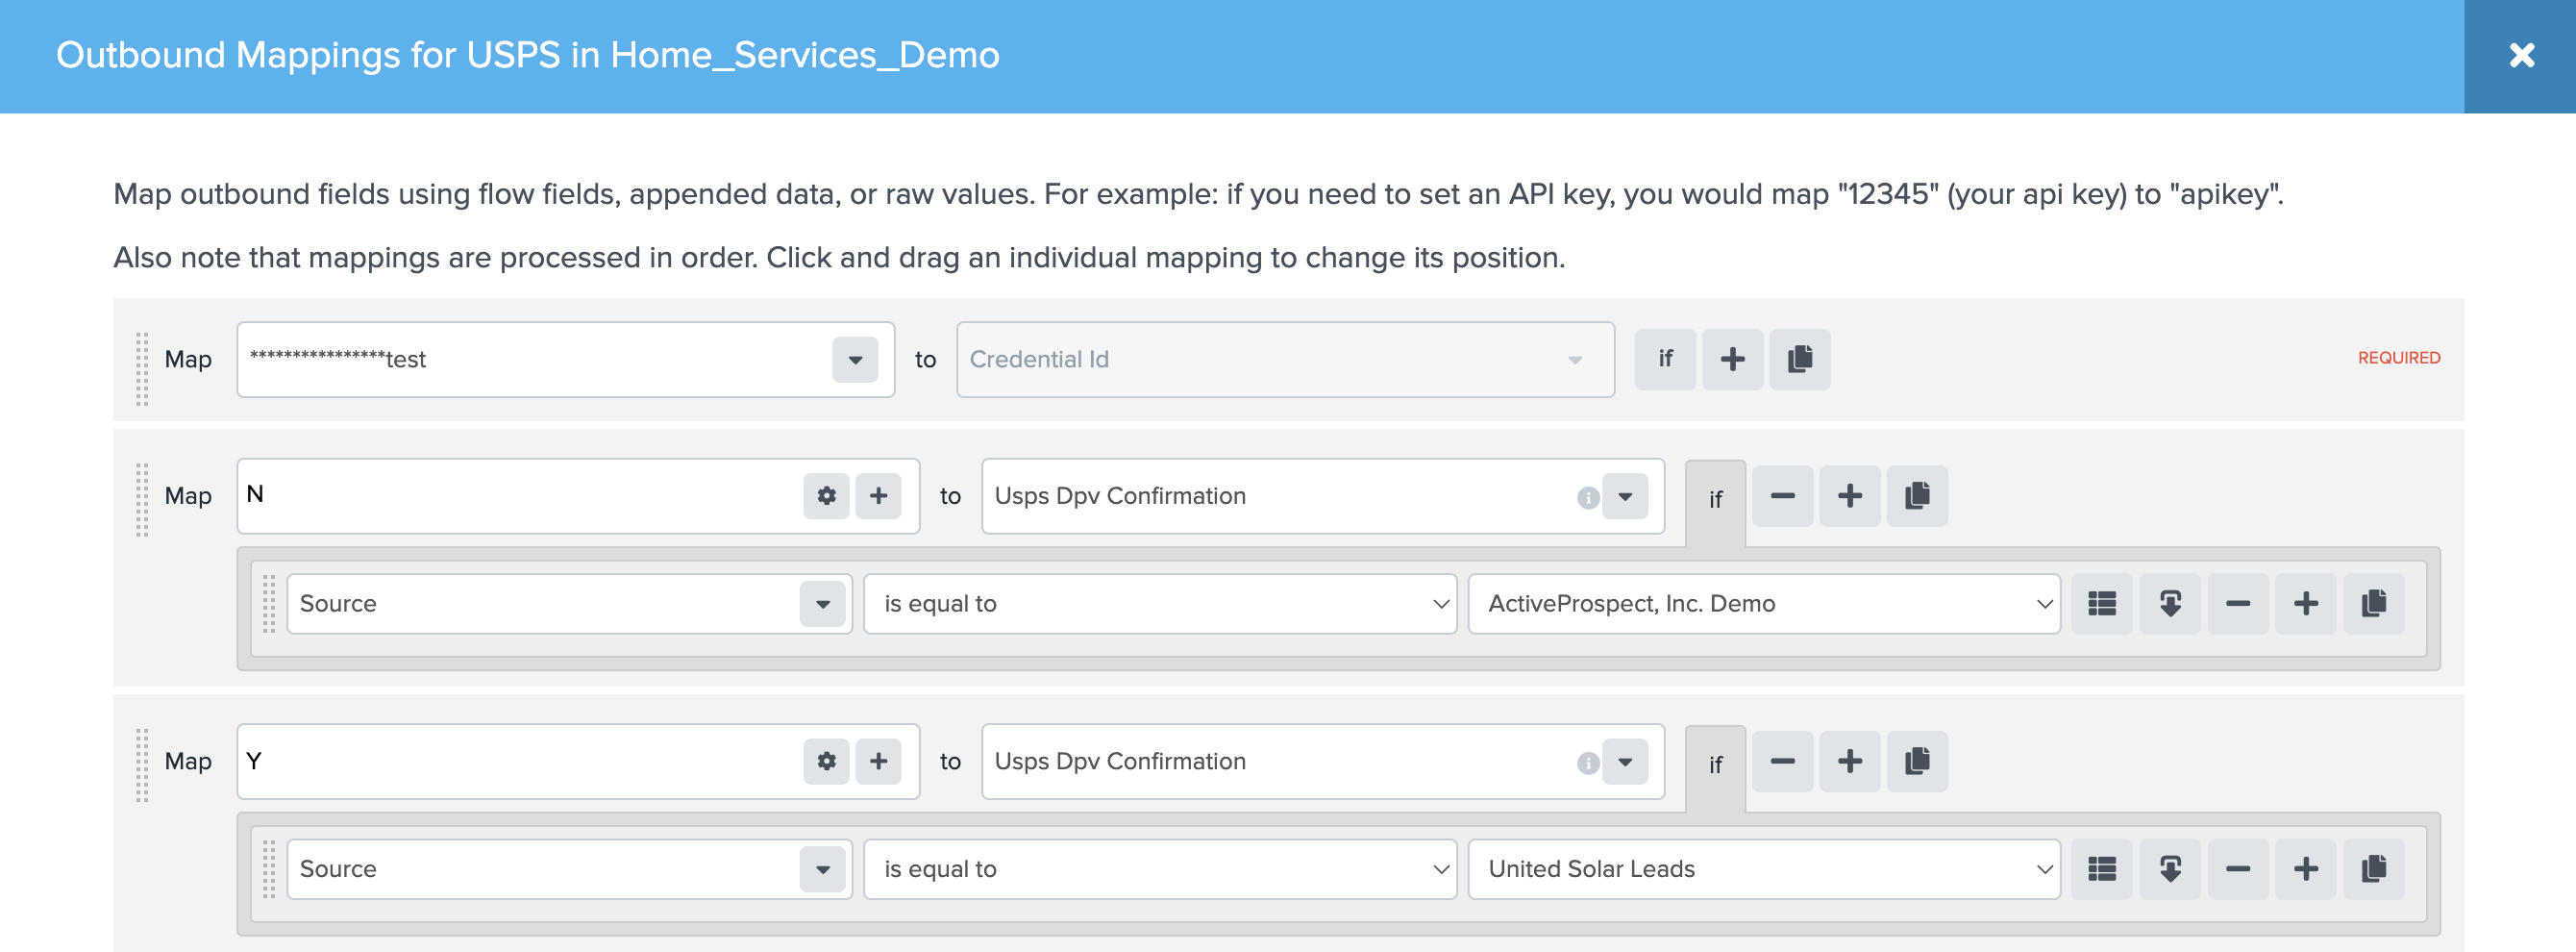 Outbound Mappings for USPS in Home_Services_Demo
Map outbound fields using flow fields, appended data, or raw values. For example: if you need to set an API key, you would map "12345" (your api key) to "apikey".
Also note that mappings are processed in order. Click and drag an individual mapping to change its position.
Map ****************test to Credential Id if REQUIRED
Map N to Usps Dpv Confirmation if
Source is equal to ActiveProspect, Inc. Demo
Map Y to Usps Dpv Confirmation if
Source is equal to United Solar Leads